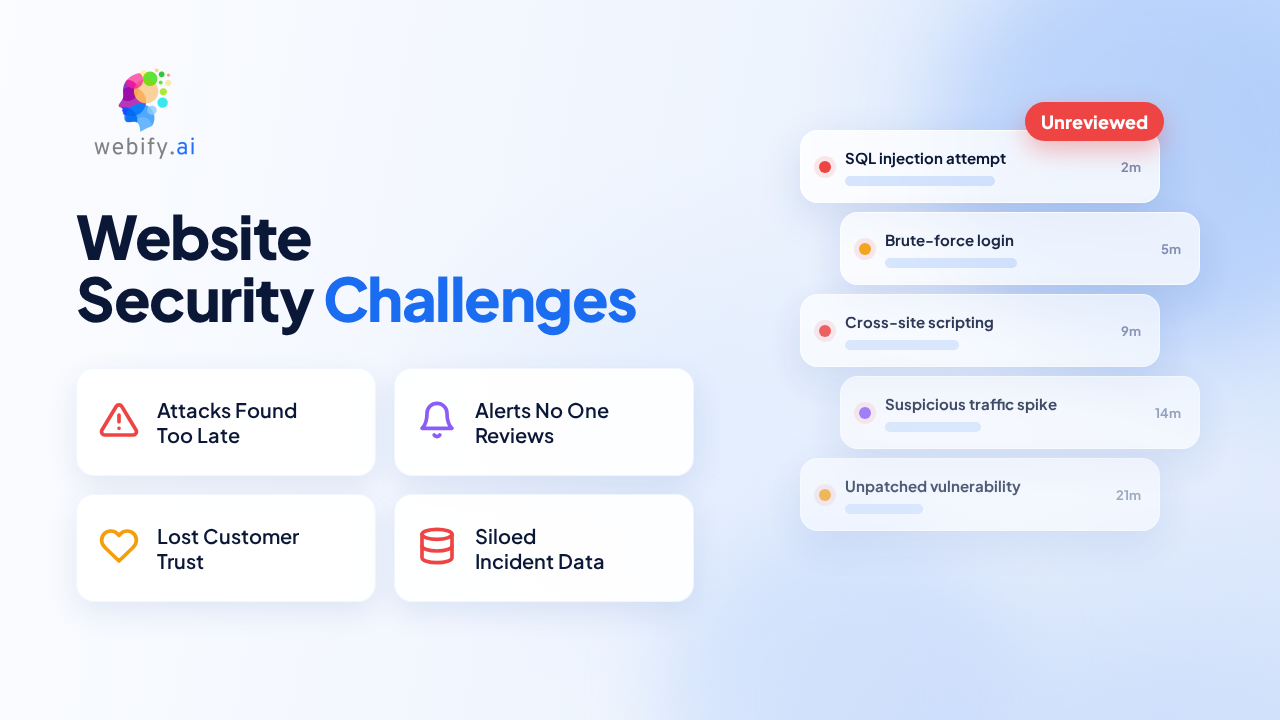 webify.ai
Website
Security Challenges
Attacks Found
Too Late
Alerts No One
Reviews
Lost Customer
Trust
Siloed
Incident Data
Unreviewed
SQL injection attempt
2m
Brute-force login
5m
Cross-site scripting
9m
Suspicious traffic spike
14m
Unpatched vulnerability
21m